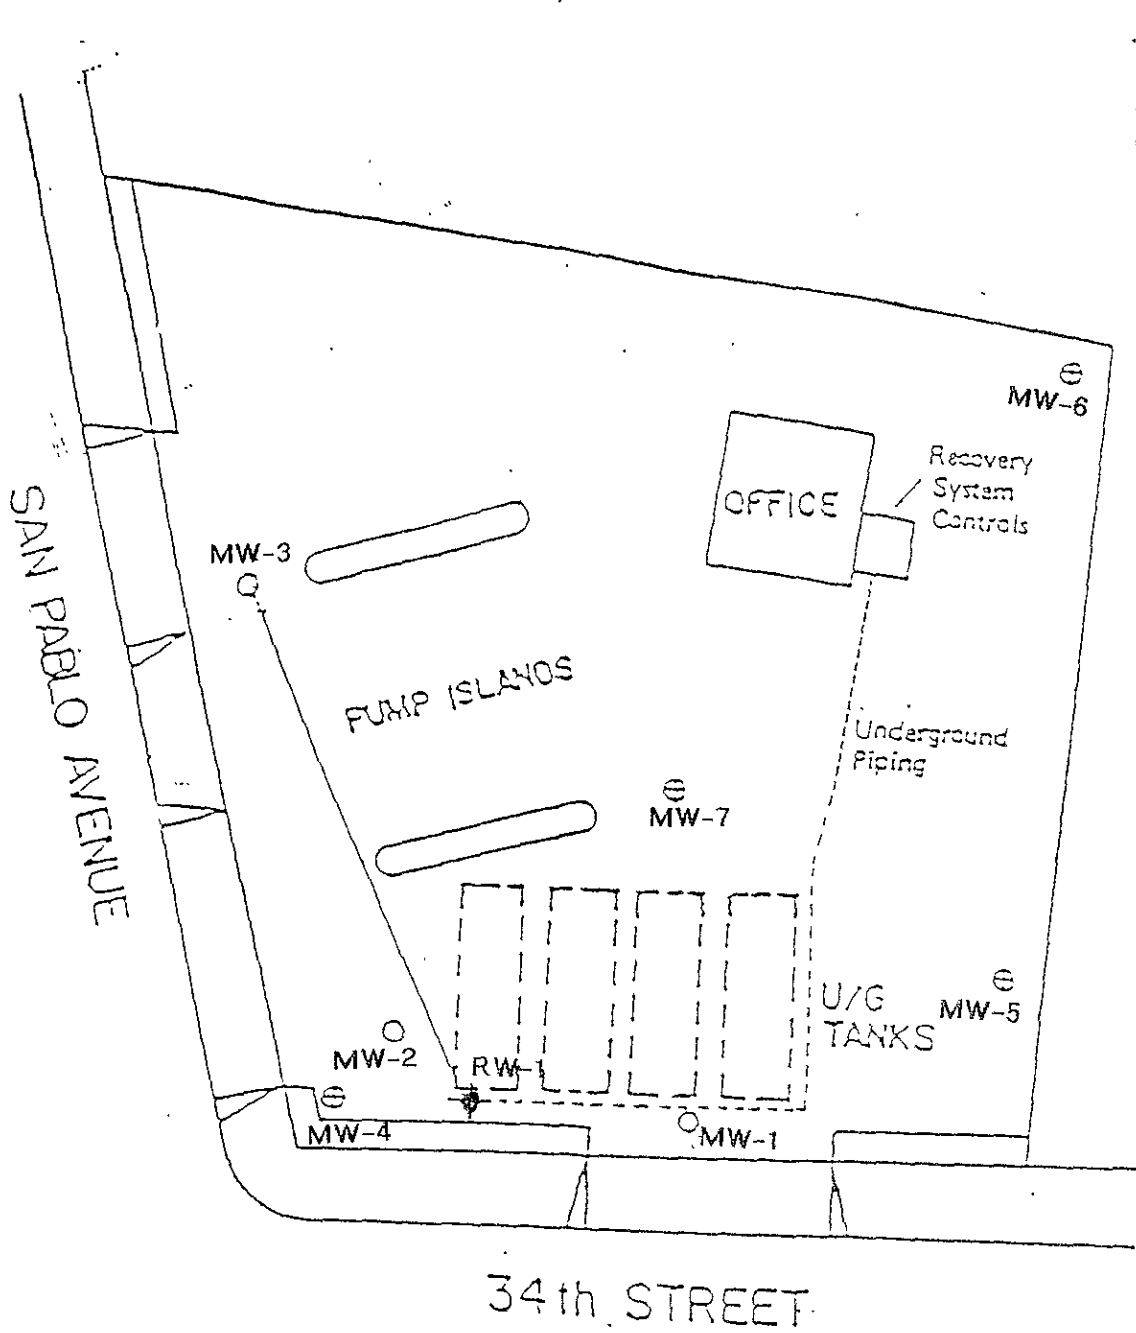 MW-6
Recovery
System
Controls
OFFICE
MW-3
SAN PABLO AVENUE
PUMP ISLANDS
Underground
Piping
MW-7
U/G
TANKS
MW-5
MW-2
RW-1
MW-4
MW-1
34th STREET